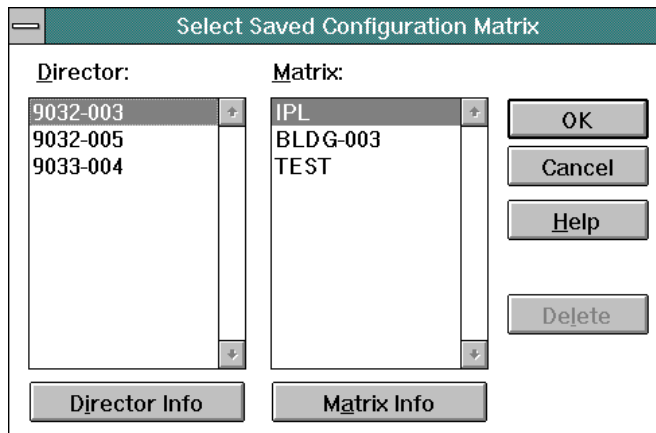 Select Saved Configuration Matrix
Director:
Matrix:
9032-003
9032-005
9033-004
IPL
BLDG-003
TEST
OK
Cancel
Help
Delete
Director Info
Matrix Info